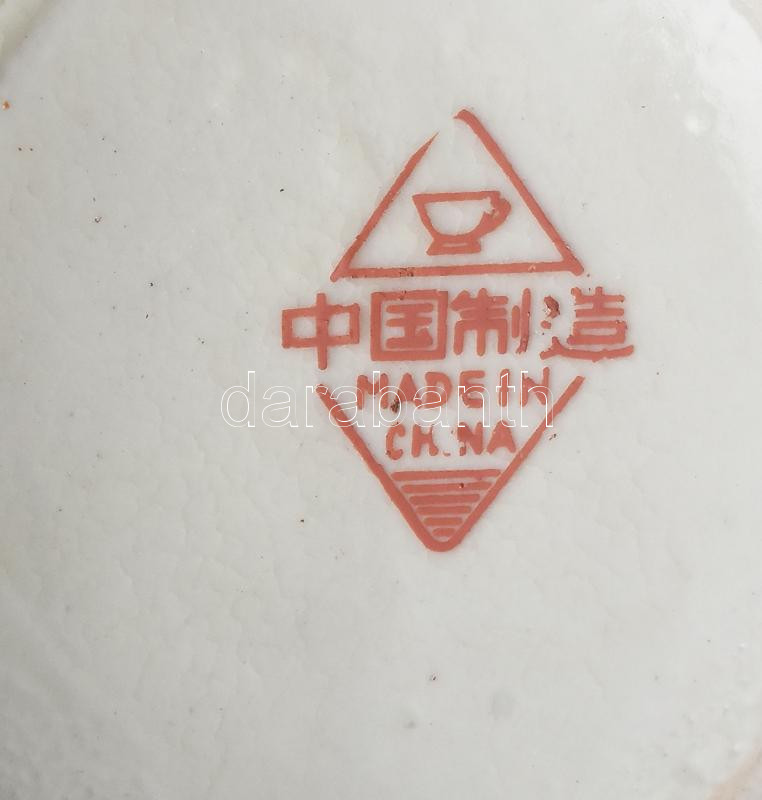 中国制造
MADE IN
CHINA
darabanth